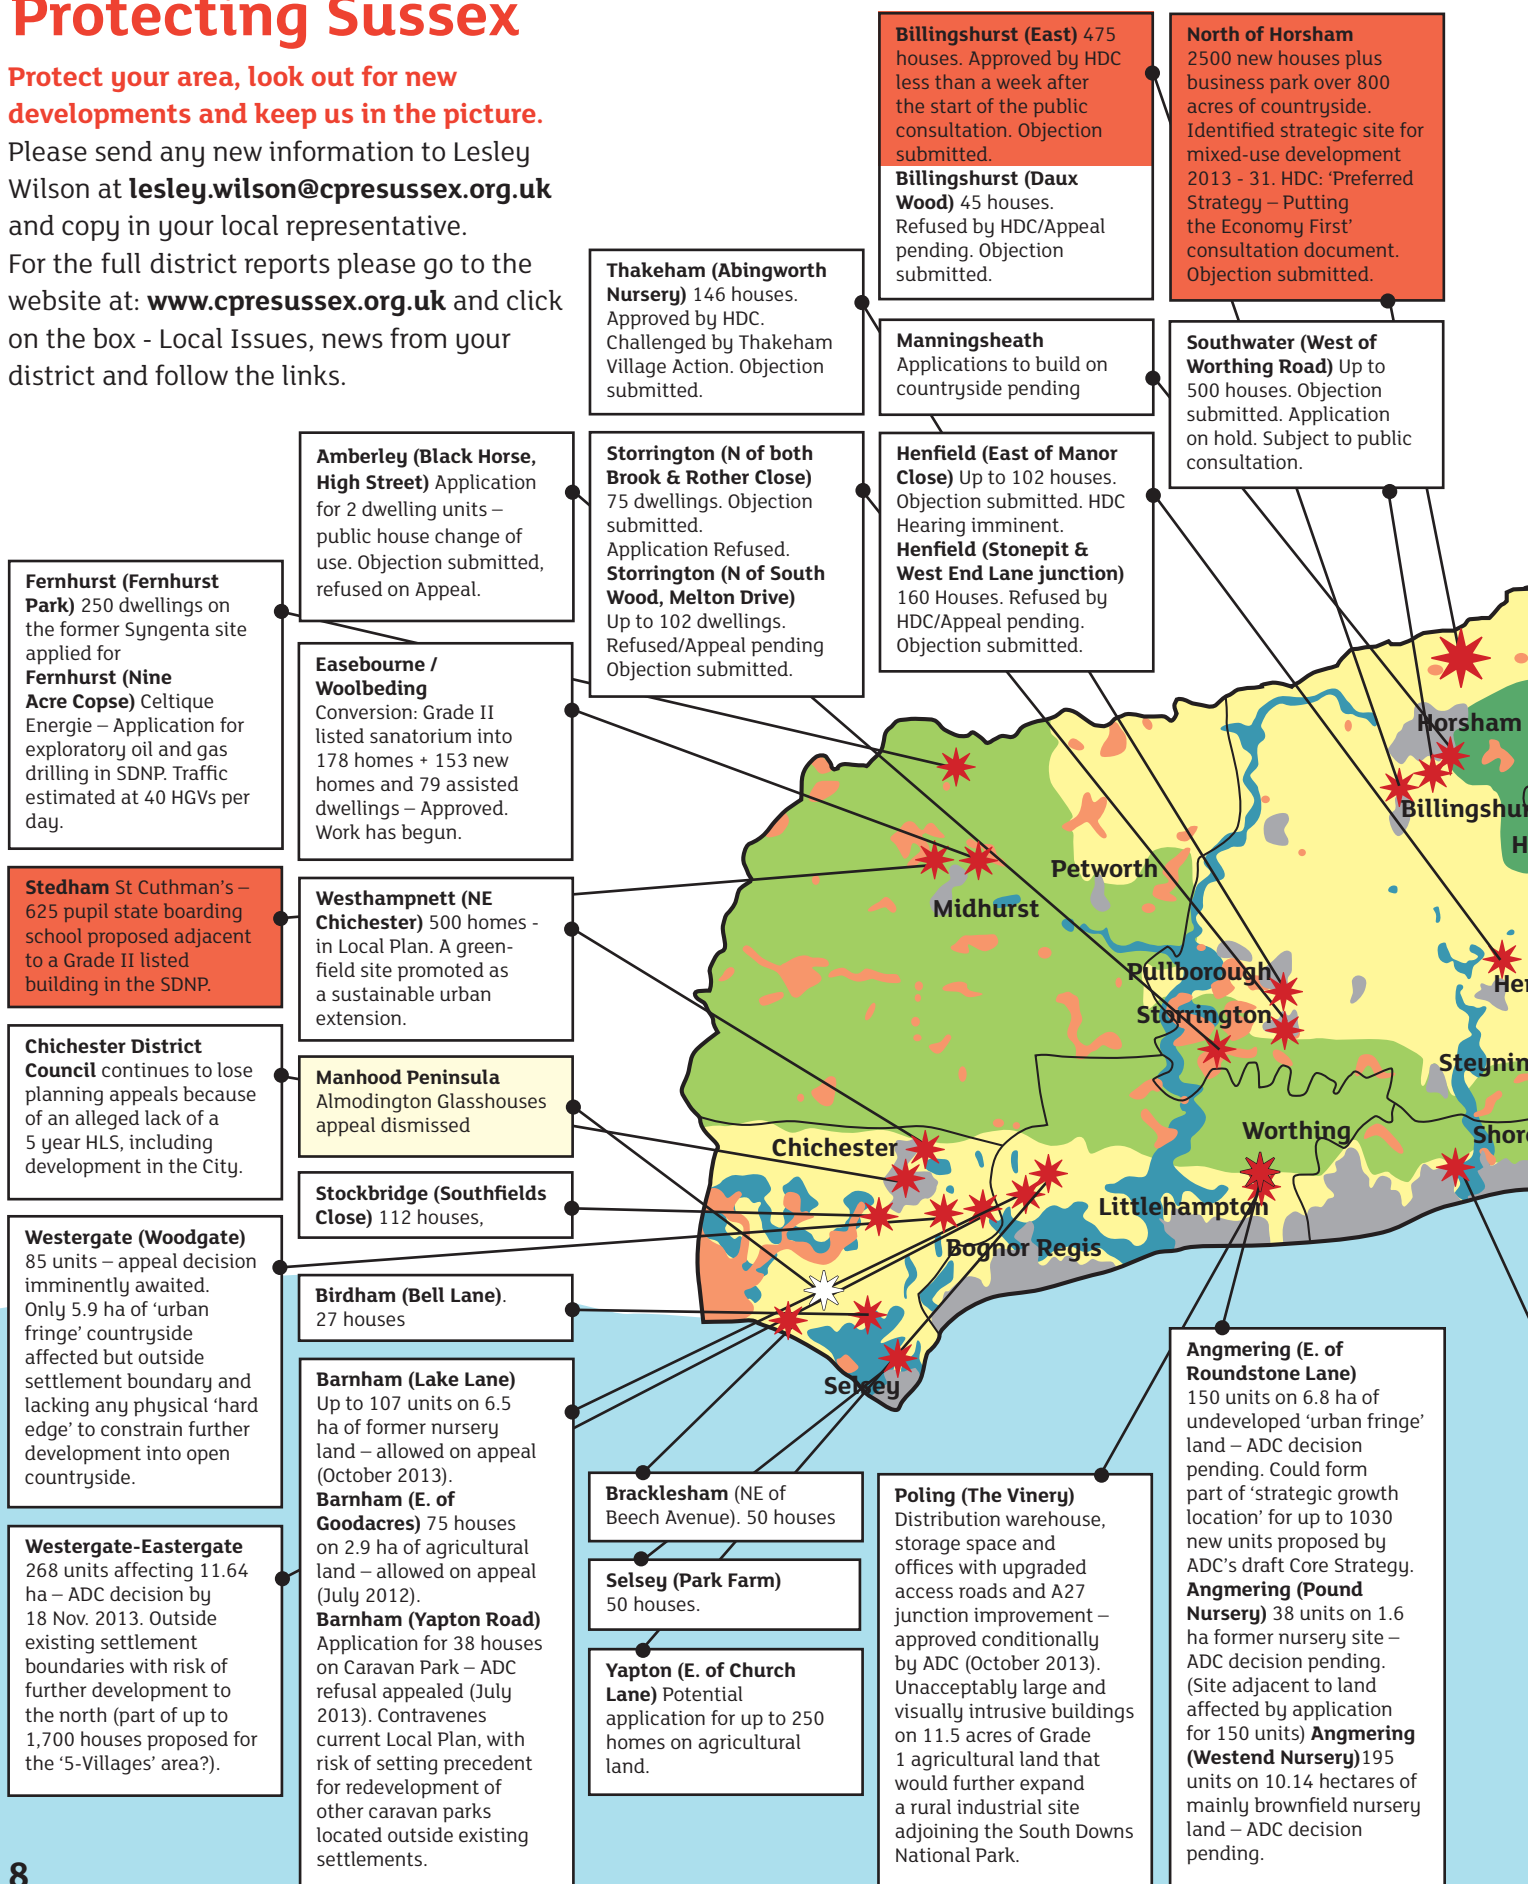 Protecting Sussex
Protect your area, look out for new
developments and keep us in the picture.
Please send any new information to Lesley
Wilson at lesley.wilson@cpresussex.org.uk
and copy in your local representative.
For the full district reports please go to the
website at: www.cpresussex.org.uk and click
on the box - Local Issues, news from your
district and follow the links.
Billingshurst (East) 475
houses. Approved by HDC
less than a week after
the start of the public
consultation. Objection
submitted.
Billingshurst (Daux
Wood) 45 houses.
Refused by HDC/Appeal
pending. Objection
submitted.
North of Horsham
2500 new houses plus
business park over 800
acres of countryside.
Identified strategic site for
mixed-use development
2013 - 31. HDC: ‘Preferred
Strategy – Putting
the Economy First’
consultation document.
Objection submitted.
Thakeham (Abingworth
Nursery) 146 houses.
Approved by HDC.
Challenged by Thakeham
Village Action. Objection
submitted.
Manningsheath
Applications to build on
countryside pending
Southwater (West of
Worthing Road) Up to
500 houses. Objection
submitted. Application
on hold. Subject to public
consultation.
Amberley (Black Horse,
High Street) Application
for 2 dwelling units –
public house change of
use. Objection submitted,
refused on Appeal.
Storrington (N of both
Brook & Rother Close)
75 dwellings. Objection
submitted.
Application Refused.
Storrington (N of South
Wood, Melton Drive)
Up to 102 dwellings.
Refused/Appeal pending
Objection submitted.
Henfield (East of Manor
Close) Up to 102 houses.
Objection submitted. HDC
Hearing imminent.
Henfield (Stonepit &
West End Lane junction)
160 Houses. Refused by
HDC/Appeal pending.
Objection submitted.
Fernhurst (Fernhurst
Park) 250 dwellings on
the former Syngenta site
applied for
Fernhurst (Nine
Acre Copse) Celtique
Energie – Application for
exploratory oil and gas
drilling in SDNP. Traffic
estimated at 40 HGVs per
day.
Easebourne /
Woolbeding
Conversion: Grade II
listed sanatorium into
178 homes + 153 new
homes and 79 assisted
dwellings – Approved.
Work has begun.
Stedham St Cuthman’s –
625 pupil state boarding
school proposed adjacent
to a Grade II listed
building in the SDNP.
Westhampnett (NE
Chichester) 500 homes -
in Local Plan. A green-
field site promoted as
a sustainable urban
extension.
Chichester District
Council continues to lose
planning appeals because
of an alleged lack of a
5 year HLS, including
development in the City.
Manhood Peninsula
Almodington Glasshouses
appeal dismissed
Stockbridge (Southfields
Close) 112 houses,
Westergate (Woodgate)
85 units – appeal decision
imminently awaited.
Only 5.9 ha of ‘urban
fringe’ countryside
affected but outside
settlement boundary and
lacking any physical ‘hard
edge’ to constrain further
development into open
countryside.
Birdham (Bell Lane).
27 houses
Barnham (Lake Lane)
Up to 107 units on 6.5
ha of former nursery
land – allowed on appeal
(October 2013).
Barnham (E. of
Goodacres) 75 houses
on 2.9 ha of agricultural
land – allowed on appeal
(July 2012).
Barnham (Yapton Road)
Application for 38 houses
on Caravan Park – ADC
refusal appealed (July
2013). Contravenes
current Local Plan, with
risk of setting precedent
for redevelopment of
other caravan parks
located outside existing
settlements.
Westergate-Eastergate
268 units affecting 11.64
ha – ADC decision by
18 Nov. 2013. Outside
existing settlement
boundaries with risk of
further development to
the north (part of up to
1,700 houses proposed for
the ‘5-Villages’ area?).
Bracklesham (NE of
Beech Avenue). 50 houses
Selsey (Park Farm)
50 houses.
Yapton (E. of Church
Lane) Potential
application for up to 250
homes on agricultural
land.
Poling (The Vinery)
Distribution warehouse,
storage space and
offices with upgraded
access roads and A27
junction improvement –
approved conditionally
by ADC (October 2013).
Unacceptably large and
visually intrusive buildings
on 11.5 acres of Grade
1 agricultural land that
would further expand
a rural industrial site
adjoining the South Downs
National Park.
Angmering (E. of
Roundstone Lane)
150 units on 6.8 ha of
undeveloped ‘urban fringe’
land – ADC decision
pending. Could form
part of ‘strategic growth
location’ for up to 1030
new units proposed by
ADC’s draft Core Strategy.
Angmering (Pound
Nursery) 38 units on 1.6
ha former nursery site –
ADC decision pending.
(Site adjacent to land
affected by application
for 150 units) Angmering
(Westend Nursery)195
units on 10.14 hectares of
mainly brownfield nursery
land – ADC decision
pending.
Horsham
Billingshur
H
Petworth
Midhurst
Pullborough
Hen
Storrington
Steynin
Worthing
Shore
Chichester
Littlehampton
Bognor Regis
Selsey
8